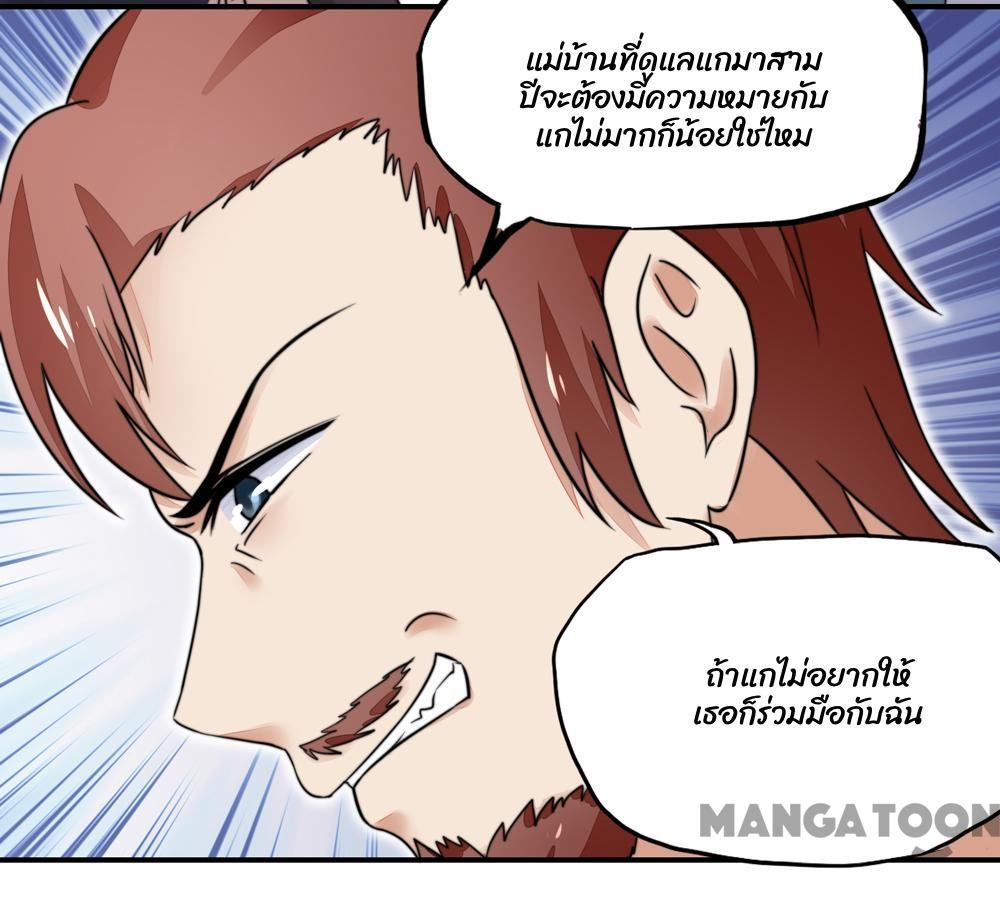 แม่บ้านที่ดูแลแกมาสาม
ปีจะต้องมีความหมายกับ
แกไม่มากก็น้อยใช่ไหม
ถ้าแกไม่อยากให้
เธอก็ร่วมมือกับฉัน
MANGATOON